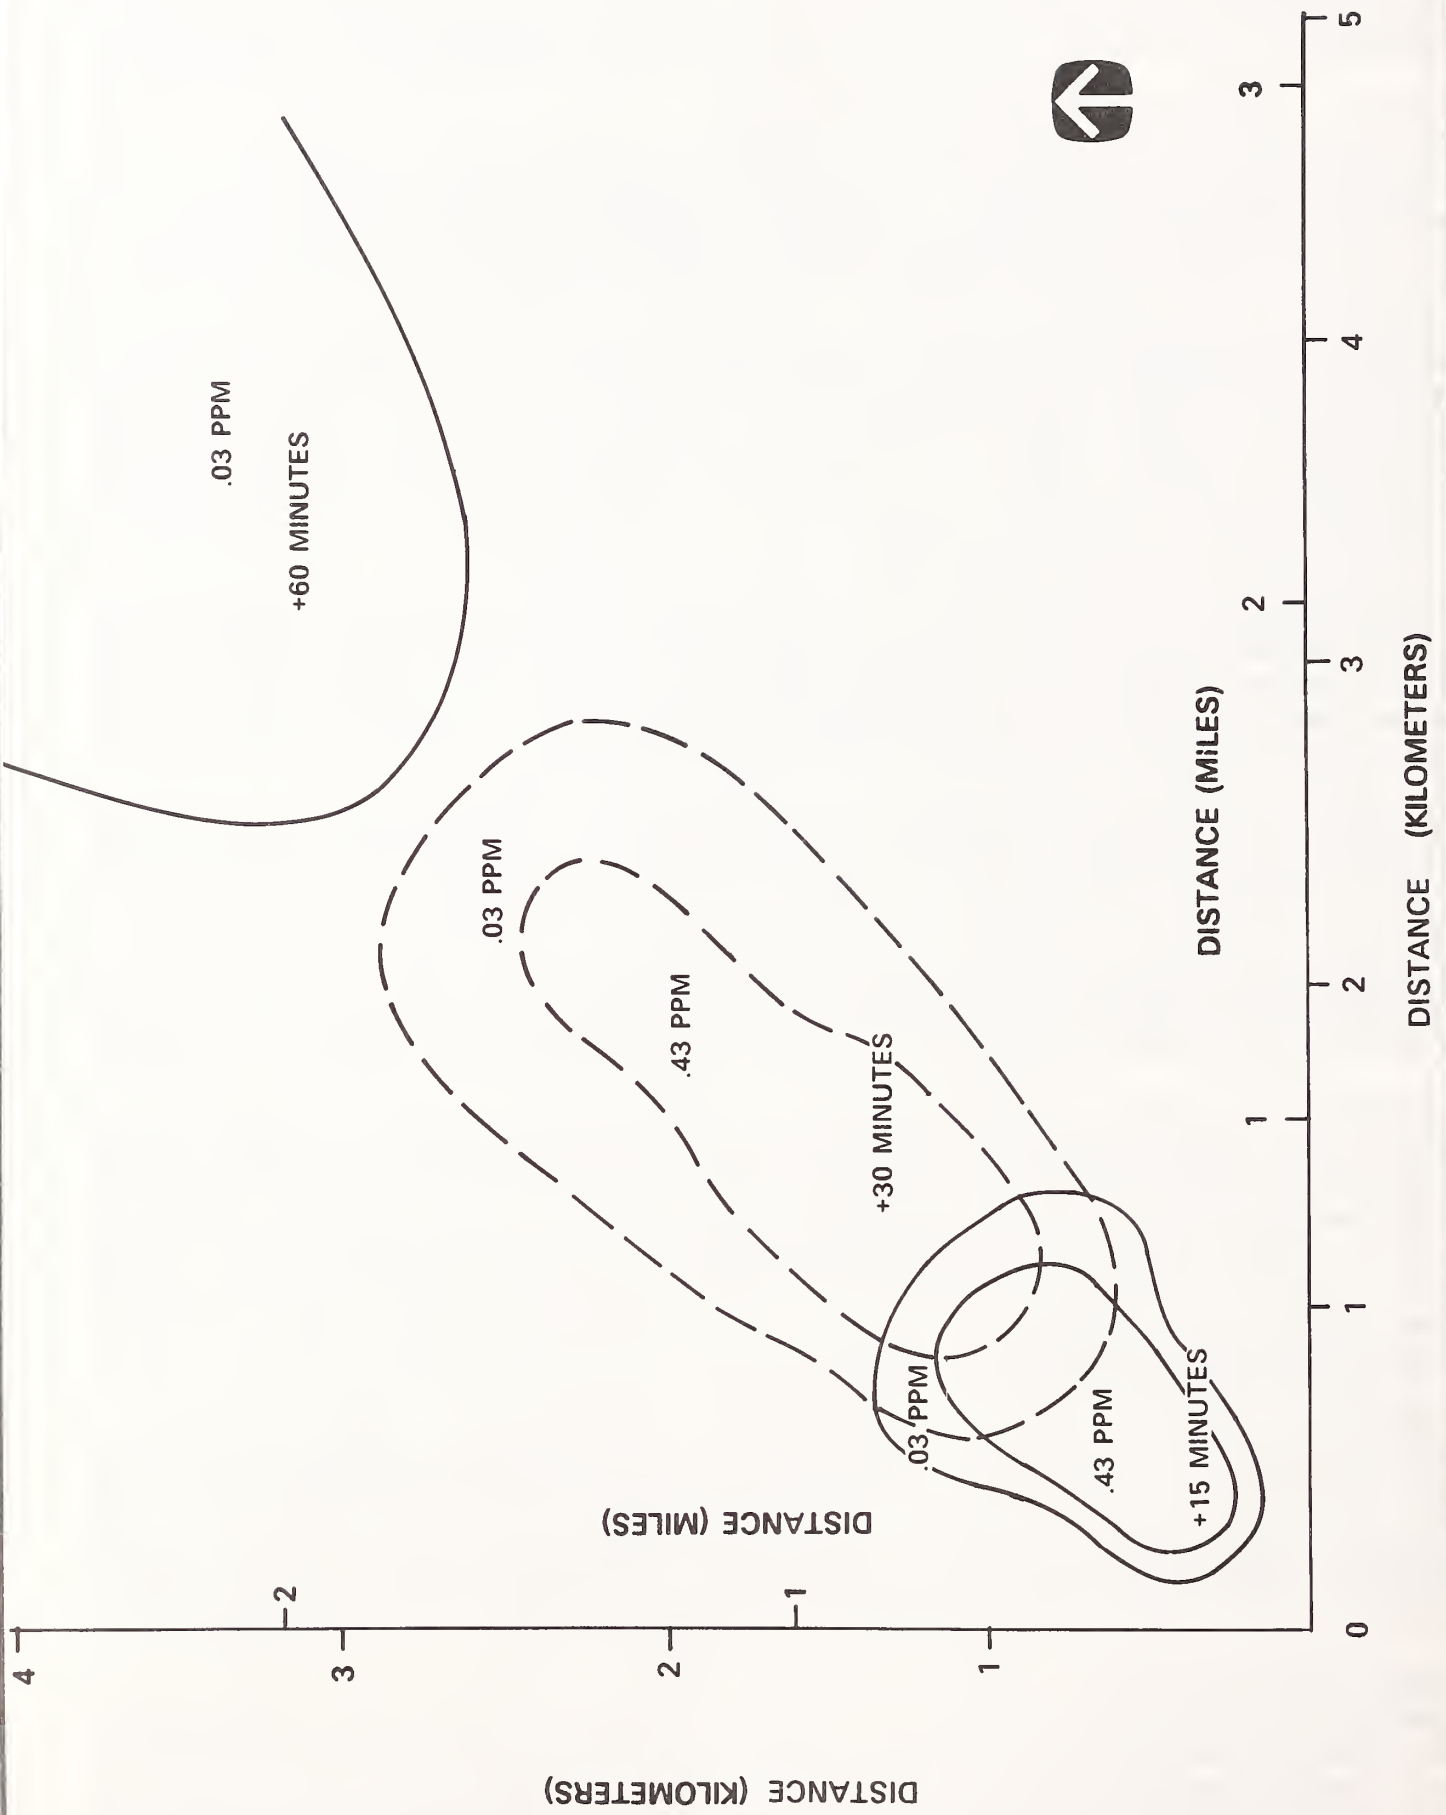 .03 PPM
+60 MINUTES
.03 PPM
.43 PPM
+30 MINUTES
.03 PPM
.43 PPM
+15 MINUTES
DISTANCE (KILOMETERS)
4
3
2
1
DISTANCE (MILES)
2
1
DISTANCE (MILES)
1
2
3
0
1
2
3
4
5
DISTANCE (KILOMETERS)